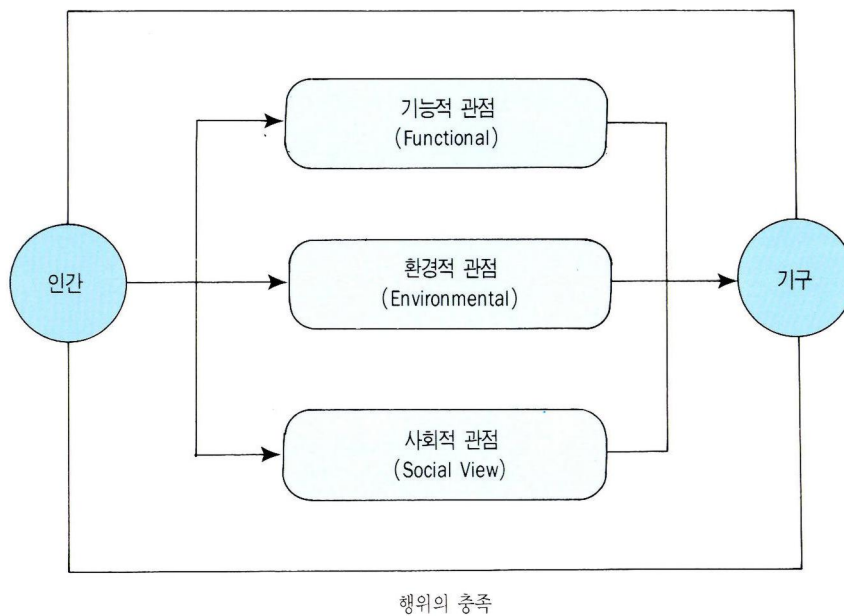 기능적 관점
(Functional)
인간
환경적 관점
(Environmental)
기구
사회적 관점
(Social View)
행위의 충족